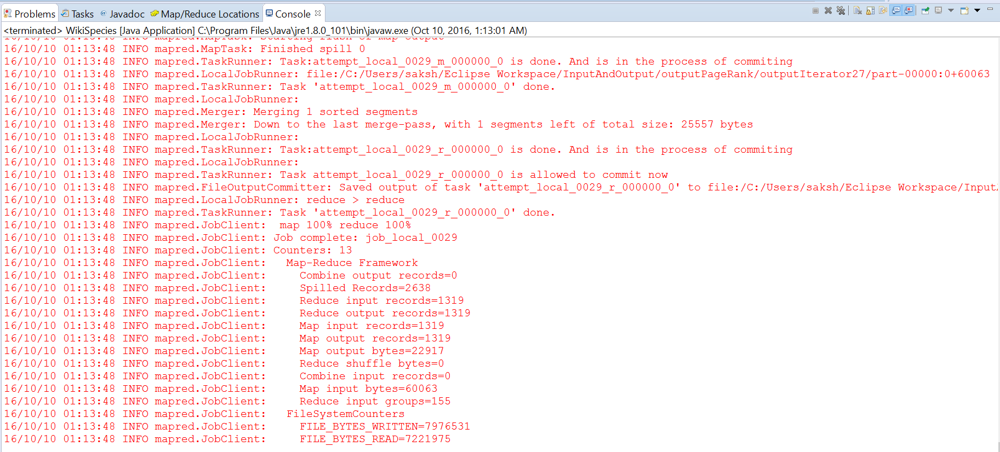 Problems Tasks Javadoc Map/Reduce Locations Console
<terminated> WikiSpecies [Java Application] C:\Program Files\Java\jre1.8.0_101\bin\javaw.exe (Oct 10, 2016, 1:13:01 AM)
16/10/10 01:13:48 INFO mapred.MapTask: Starting flush of map output
16/10/10 01:13:48 INFO mapred.MapTask: Finished spill 0
16/10/10 01:13:48 INFO mapred.TaskRunner: Task:attempt_local_0029_m_000000_0 is done. And is in the process of commiting
16/10/10 01:13:48 INFO mapred.LocalJobRunner: file:/C:/Users/saksh/Eclipse Workspace/InputAndOutput/outputPageRank/outputIterator27/part-00000:0+60063
16/10/10 01:13:48 INFO mapred.TaskRunner: Task 'attempt_local_0029_m_000000_0' done.
16/10/10 01:13:48 INFO mapred.LocalJobRunner:
16/10/10 01:13:48 INFO mapred.Merger: Merging 1 sorted segments
16/10/10 01:13:48 INFO mapred.Merger: Down to the last merge-pass, with 1 segments left of total size: 25557 bytes
16/10/10 01:13:48 INFO mapred.LocalJobRunner:
16/10/10 01:13:48 INFO mapred.TaskRunner: Task:attempt_local_0029_r_000000_0 is done. And is in the process of commiting
16/10/10 01:13:48 INFO mapred.LocalJobRunner:
16/10/10 01:13:48 INFO mapred.TaskRunner: Task attempt_local_0029_r_000000_0 is allowed to commit now
16/10/10 01:13:48 INFO mapred.FileOutputCommitter: Saved output of task 'attempt_local_0029_r_000000_0' to file:/C:/Users/saksh/Eclipse Workspace/Input
16/10/10 01:13:48 INFO mapred.LocalJobRunner: reduce > reduce
16/10/10 01:13:48 INFO mapred.TaskRunner: Task 'attempt_local_0029_r_000000_0' done.
16/10/10 01:13:48 INFO mapred.JobClient: map 100% reduce 100%
16/10/10 01:13:48 INFO mapred.JobClient: Job complete: job_local_0029
16/10/10 01:13:48 INFO mapred.JobClient: Counters: 13
16/10/10 01:13:48 INFO mapred.JobClient: Map-Reduce Framework
16/10/10 01:13:48 INFO mapred.JobClient: Combine output records=0
16/10/10 01:13:48 INFO mapred.JobClient: Spilled Records=2638
16/10/10 01:13:48 INFO mapred.JobClient: Reduce input records=1319
16/10/10 01:13:48 INFO mapred.JobClient: Reduce output records=1319
16/10/10 01:13:48 INFO mapred.JobClient: Map input records=1319
16/10/10 01:13:48 INFO mapred.JobClient: Map output records=1319
16/10/10 01:13:48 INFO mapred.JobClient: Map output bytes=22917
16/10/10 01:13:48 INFO mapred.JobClient: Reduce shuffle bytes=0
16/10/10 01:13:48 INFO mapred.JobClient: Combine input records=0
16/10/10 01:13:48 INFO mapred.JobClient: Map input bytes=60063
16/10/10 01:13:48 INFO mapred.JobClient: Reduce input groups=155
16/10/10 01:13:48 INFO mapred.JobClient: FileSystemCounters
16/10/10 01:13:48 INFO mapred.JobClient: FILE_BYTES_WRITTEN=7976531
16/10/10 01:13:48 INFO mapred.JobClient: FILE_BYTES_READ=7221975